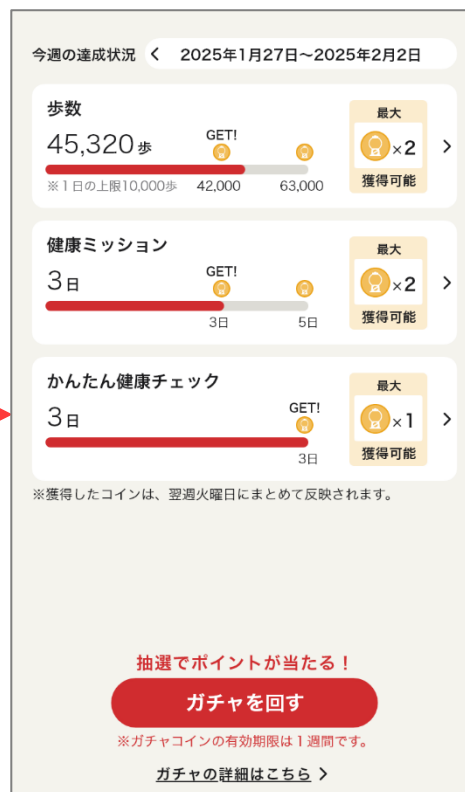 今週の達成状況 < 2025年1月27日〜2025年2月2日
歩数
45,320 歩
GET!
※1日の上限10,000歩 42,000 63,000
最大
×2
獲得可能
健康ミッション
3日
GET!
3日 5日
最大
×2
獲得可能
かんたん健康チェック
3日
GET!
3日
最大
×1
獲得可能
※獲得したコインは、翌週火曜日にまとめて反映されます。
抽選でポイントが当たる！
ガチャを回す
※ガチャコインの有効期限は1週間です。
ガチャの詳細はこちら >